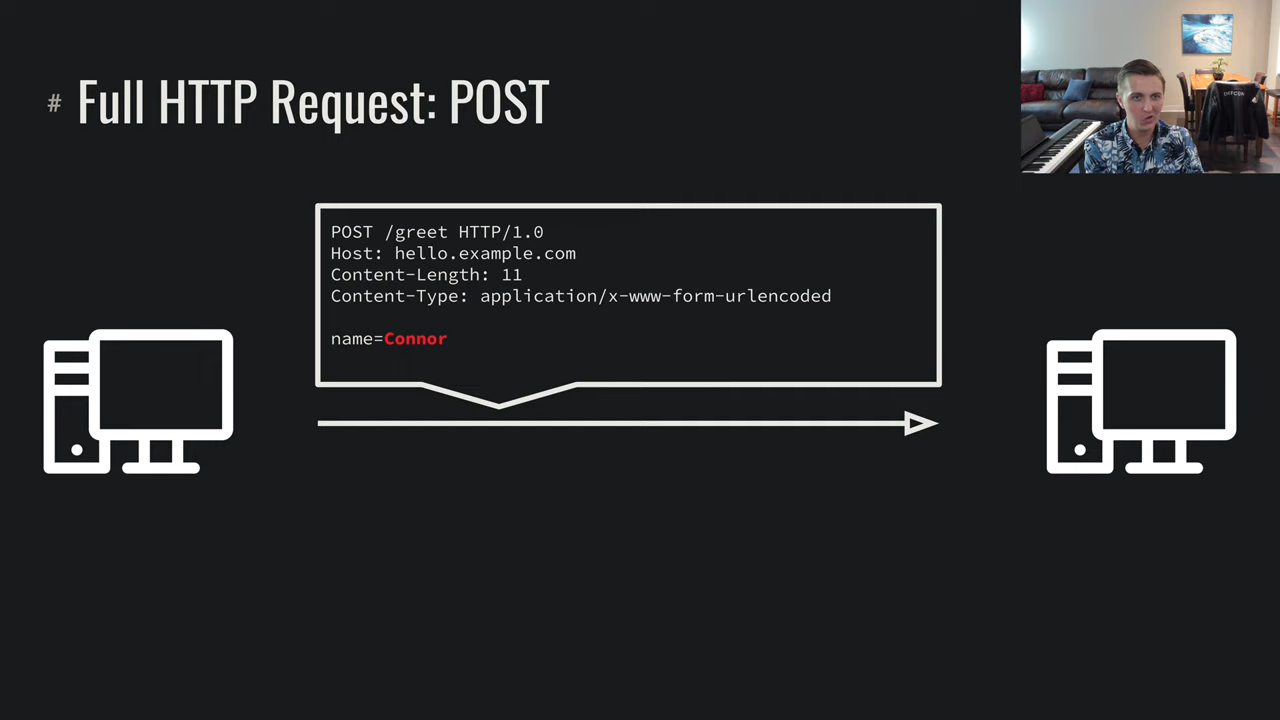 # Full HTTP Request: POST
DEFCON
POST /greet HTTP/1.0
Host: hello.example.com
Content-Length: 11
Content-Type: application/x-www-form-urlencoded
name=Connor